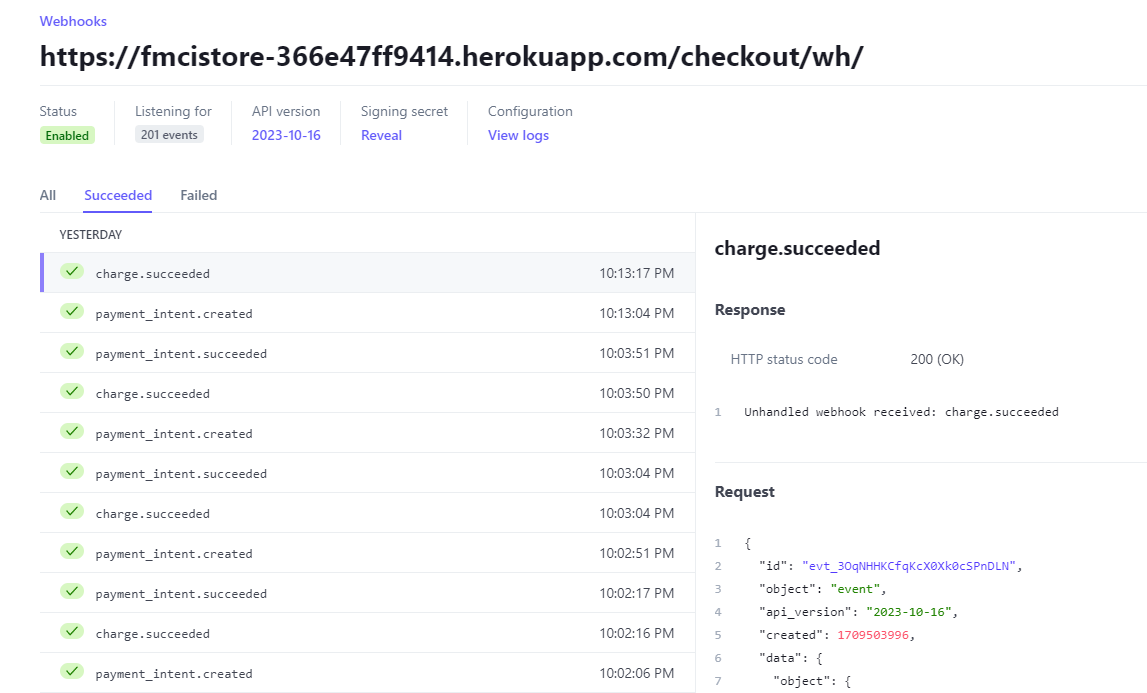 Webhooks
https://fmcistore-366e47ff9414.herokuapp.com/checkout/wh/
Status Listening for API version Signing secret Configuration
Enabled 201 events 2023-10-16 Reveal View logs
All Succeeded Failed
YESTERDAY
charge.succeeded 10:13:17 PM
payment_intent.created 10:13:04 PM
payment_intent.succeeded 10:03:51 PM
charge.succeeded 10:03:50 PM
payment_intent.created 10:03:32 PM
payment_intent.succeeded 10:03:04 PM
charge.succeeded 10:03:04 PM
payment_intent.created 10:02:51 PM
payment_intent.succeeded 10:02:17 PM
charge.succeeded 10:02:16 PM
payment_intent.created 10:02:06 PM
charge.succeeded
Response
HTTP status code 200 (OK)
1 Unhandled webhook received: charge.succeeded
Request
1 {
2 "id": "evt_3OqNHHKCfqKcX0Xk0cSPnDLN",
3 "object": "event",
4 "api_version": "2023-10-16",
5 "created": 1709503996,
6 "data": {
7 "object": {